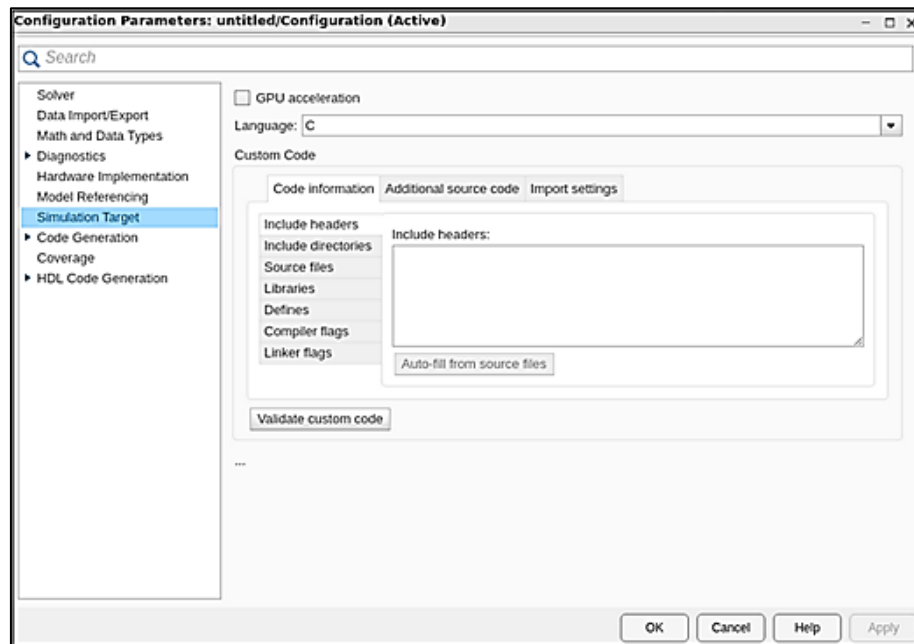 Configuration Parameters: untitled/Configuration (Active)
Search
Solver
Data Import/Export
Math and Data Types
Diagnostics
Hardware Implementation
Model Referencing
Simulation Target
Code Generation
Coverage
HDL Code Generation
GPU acceleration
Language: C
Custom Code
Code information Additional source code Import settings
Include headers
Include directories
Source files
Libraries
Defines
Compiler flags
Linker flags
Include headers:
Auto-fill from source files
Validate custom code
...
OK Cancel Help Apply